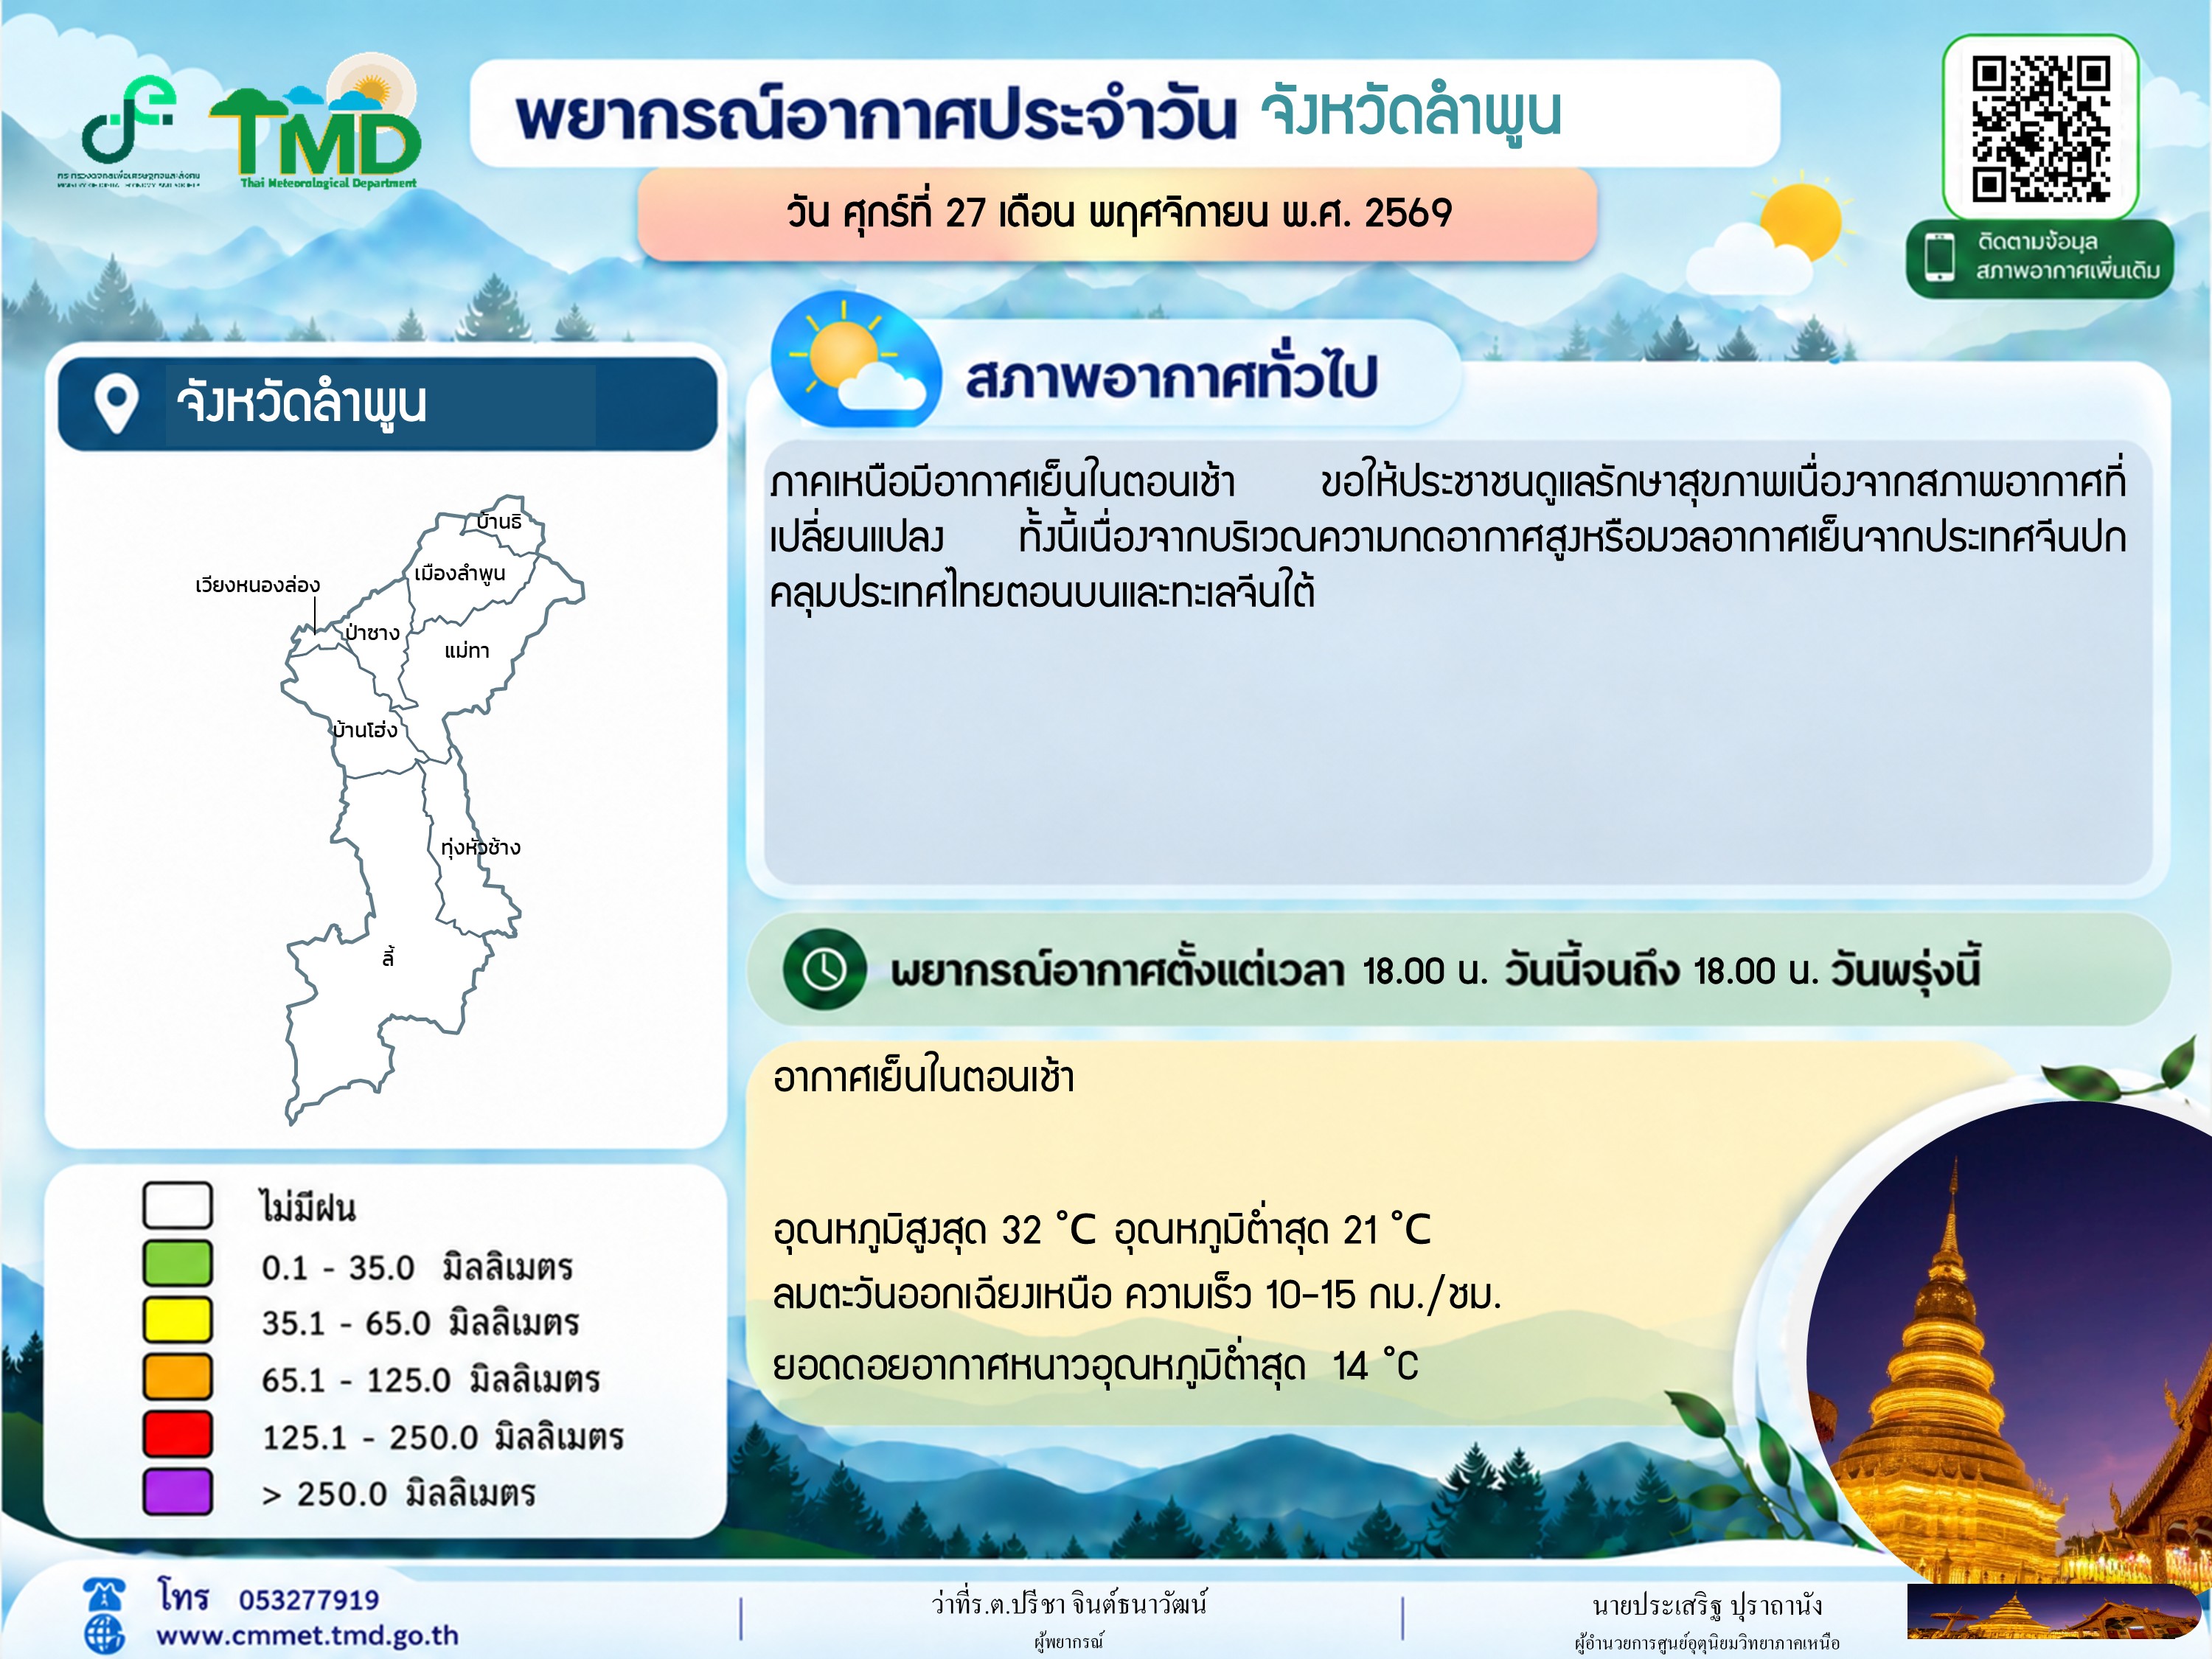 พยากรณ์อากาศประจำวัน จังหวัดลำพูน
วัน ศุกร์ที่ 27 เดือน พฤศจิกายน พ.ศ. 2569
TMD
Thai Meteorological Department
ติดตามข้อมูล
สภาพอากาศเพิ่มเติม
จังหวัดลำพูน
บ้านธิ
เมืองลำพูน
เวียงหนองล่อง
ป่าซาง
แม่ทา
บ้านโฮ่ง
ทุ่งหัวช้าง
ลี้
สภาพอากาศทั่วไป
ภาคเหนือมีอากาศเย็นในตอนเช้า ขอให้ประชาชนดูแลรักษาสุขภาพเนื่องจากสภาพอากาศที่
เปลี่ยนแปลง ทั้งนี้เนื่องจากบริเวณความกดอากาศสูงหรือมวลอากาศเย็นจากประเทศจีนปก
คลุมประเทศไทยตอนบนและทะเลจีนใต้
พยากรณ์อากาศตั้งแต่เวลา 18.00 น. วันนี้จนถึง 18.00 น. วันพรุ่งนี้
อากาศเย็นในตอนเช้า
อุณหภูมิสูงสุด 32 °C อุณหภูมิต่ำสุด 21 °C
ลมตะวันออกเฉียงเหนือ ความเร็ว 10-15 กม./ชม.
ยอดดอยอากาศหนาวอุณหภูมิต่ำสุด 14 °C
ไม่มีฝน
0.1 - 35.0 มิลลิเมตร
35.1 - 65.0 มิลลิเมตร
65.1 - 125.0 มิลลิเมตร
125.1 - 250.0 มิลลิเมตร
> 250.0 มิลลิเมตร
โทร 053277919
www.cmmet.tmd.go.th
ว่าที่ร.ต.ปรีชา จินต์ธนาวัฒน์
ผู้พยากรณ์
นายประเสริฐ ปุราถานัง
ผู้อำนวยการศูนย์อุตุนิยมวิทยาภาคเหนือ